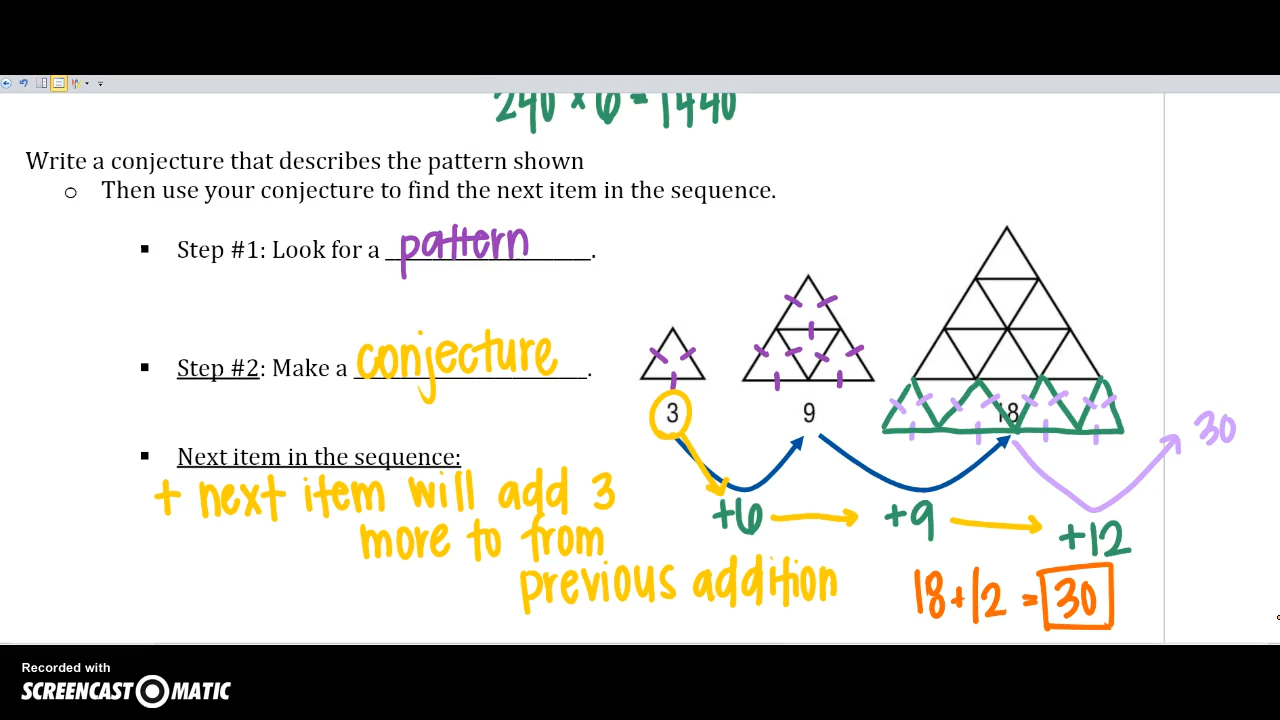 240 × 6 = 1440
Write a conjecture that describes the pattern shown
o Then use your conjecture to find the next item in the sequence.
▪ Step #1: Look for a pattern.
▪ Step #2: Make a conjecture.
3 9 18 30
▪ Next item in the sequence:
+ next item will add 3
more to from
previous addition
+6 +9 +12
18+12 = 30
Recorded with
SCREENCAST-O-MATIC